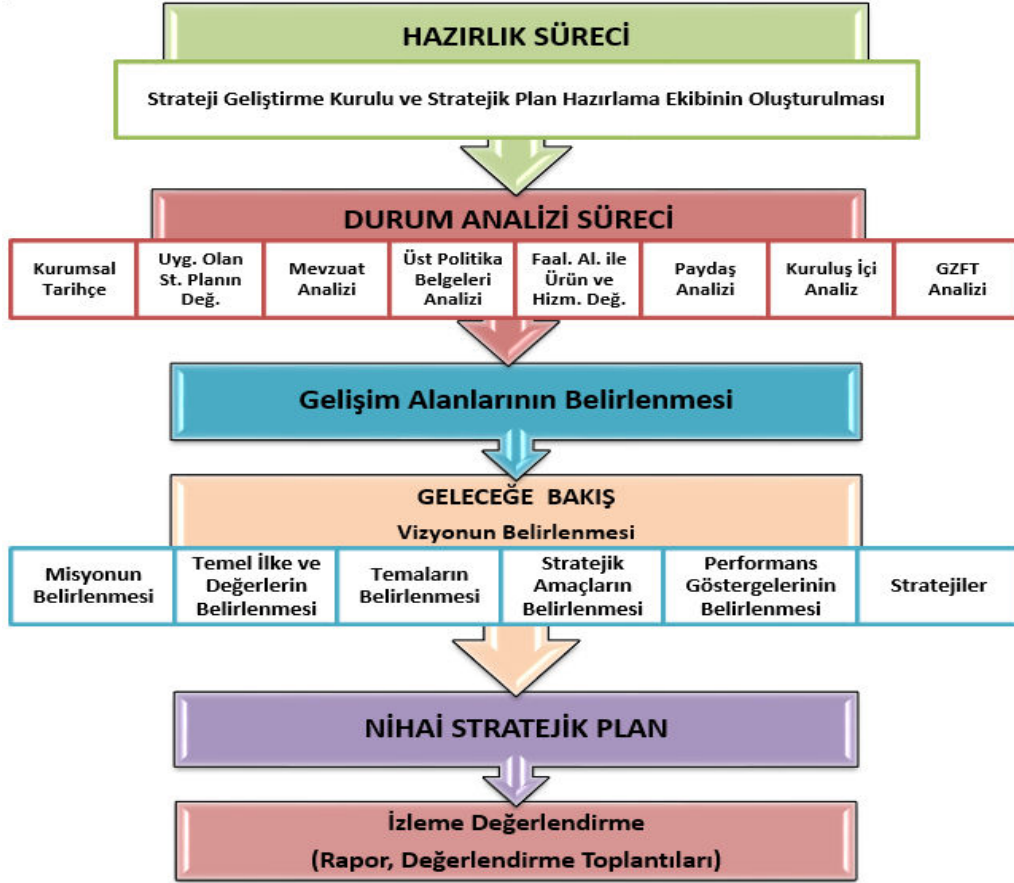 HAZIRLIK SÜRECİ
Strateji Geliştirme Kurulu ve Stratejik Plan Hazırlama Ekibinin Oluşturulması
DURUM ANALİZİ SÜRECİ
Kurumsal
Tarihçe
Uyg. Olan
St. Planın
Değ.
Mevzuat
Analizi
Üst Politika
Belgeleri
Analizi
Faal. Al. ile
Ürün ve
Hizm. Değ.
Paydaş
Analizi
Kuruluş İçi
Analiz
GZFT
Analizi
Gelişim Alanlarının Belirlenmesi
GELECEĞE BAKIŞ
Vizyonun Belirlenmesi
Misyonun
Belirlenmesi
Temel İlke ve
Değerlerin
Belirlenmesi
Temaların
Belirlenmesi
Stratejik
Amaçların
Belirlenmesi
Performans
Göstergelerinin
Belirlenmesi
Stratejiler
NİHAİ STRATEJİK PLAN
İzleme Değerlendirme
(Rapor, Değerlendirme Toplantıları)